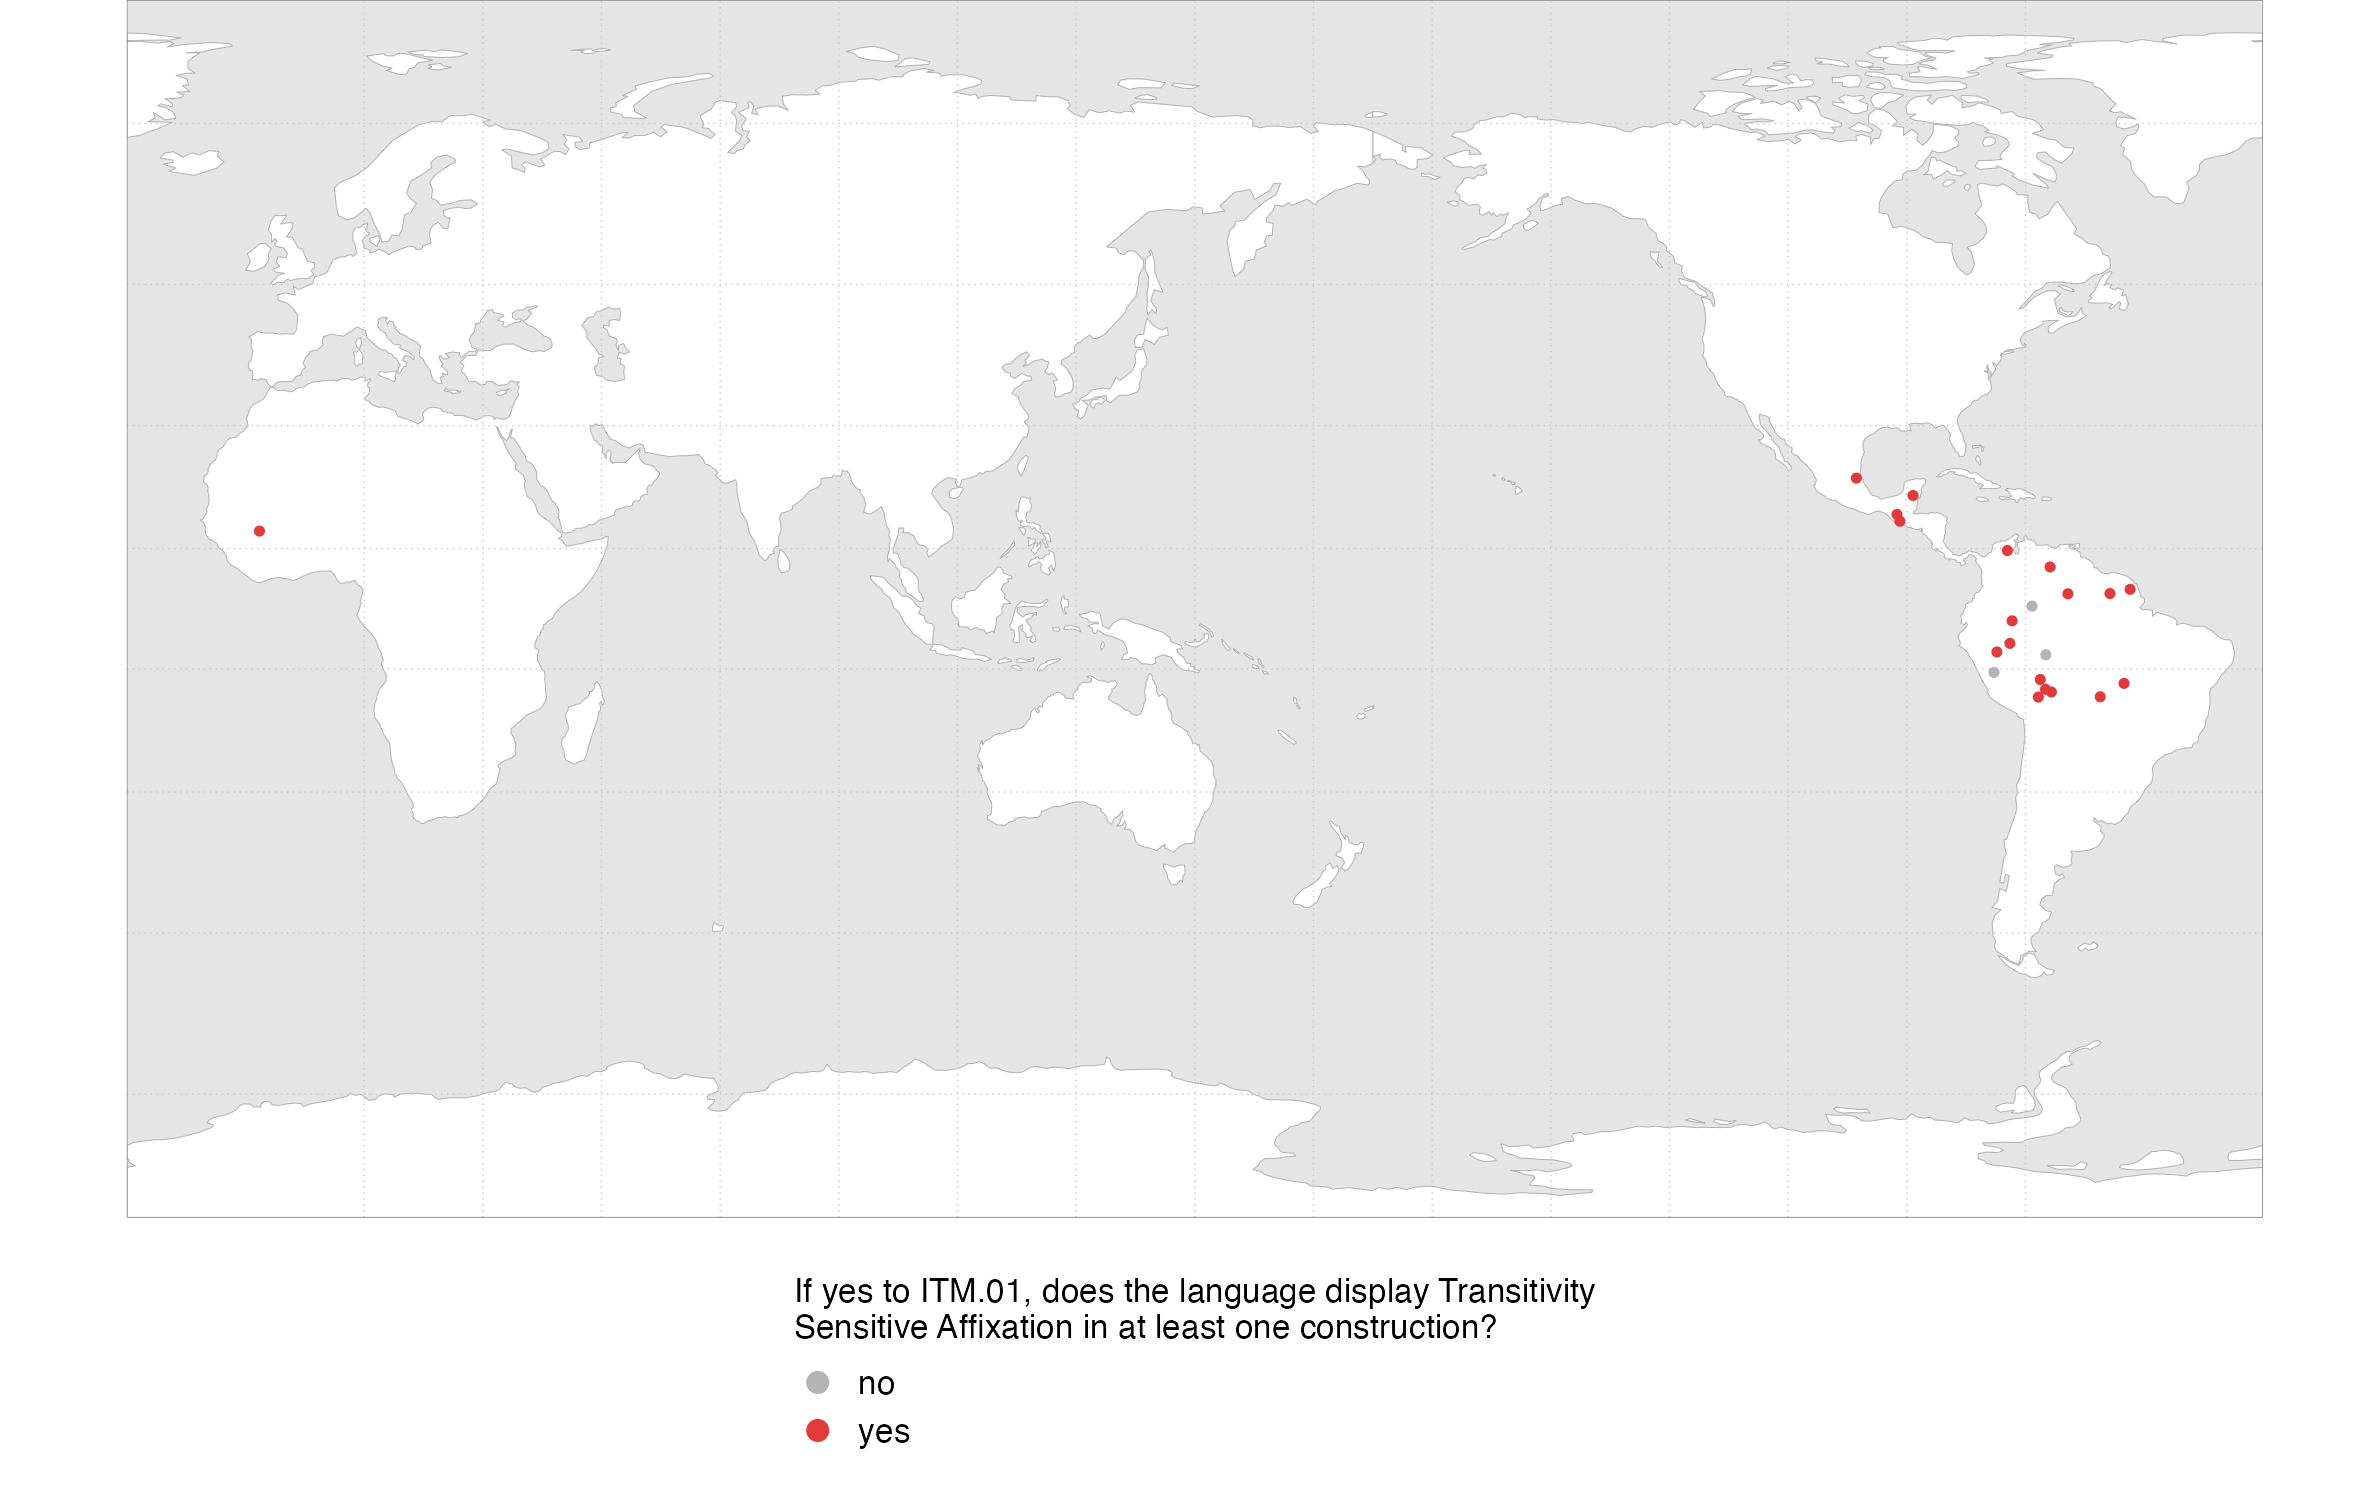 If yes to ITM.01, does the language display Transitivity
Sensitive Affixation in at least one construction?
no
yes